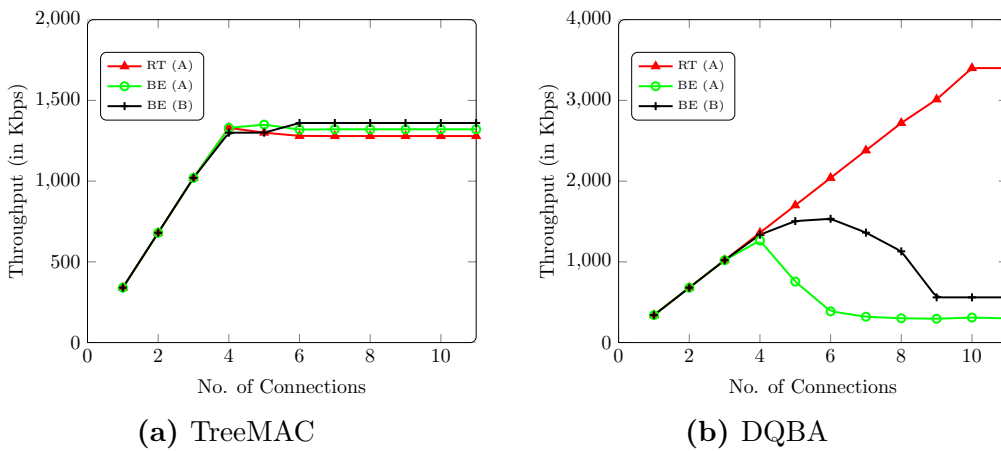 2,000
1,500
1,000
500
0
Throughput (in Kbps)
RT (A)
BE (A)
BE (B)
0 2 4 6 8 10
No. of Connections
(a) TreeMAC
4,000
3,000
2,000
1,000
0
Throughput (in Kbps)
RT (A)
BE (A)
BE (B)
0 2 4 6 8 10
No. of Connections
(b) DQBA